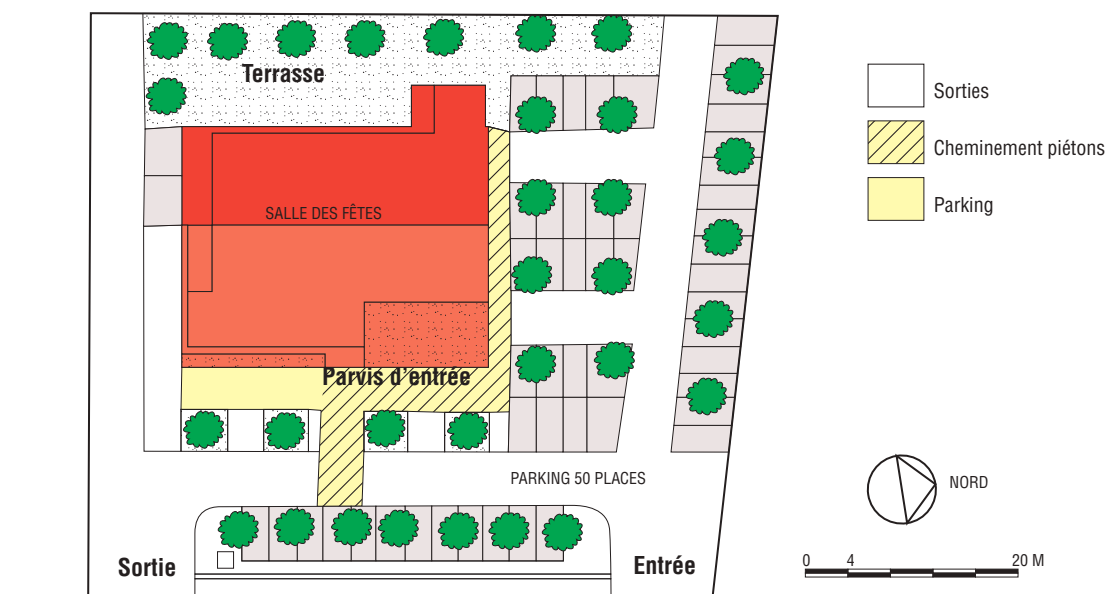 Terrasse
SALLE DES FÊTES
Parvis d'entrée
PARKING 50 PLACES
Sortie
Entrée
Sorties
Cheminement piétons
Parking
NORD
0 4 20 M